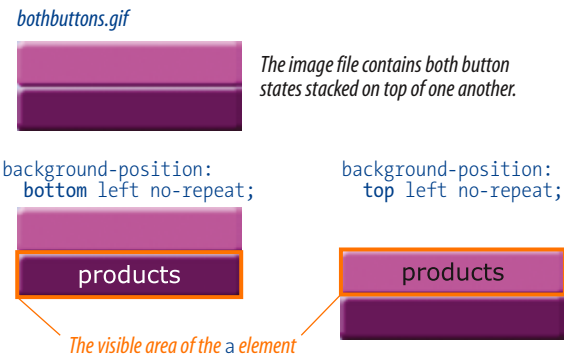 bothbuttons.gif
The image file contains both button
states stacked on top of one another.
background-position:
bottom left no-repeat;
products
background-position:
top left no-repeat;
products
The visible area of the a element